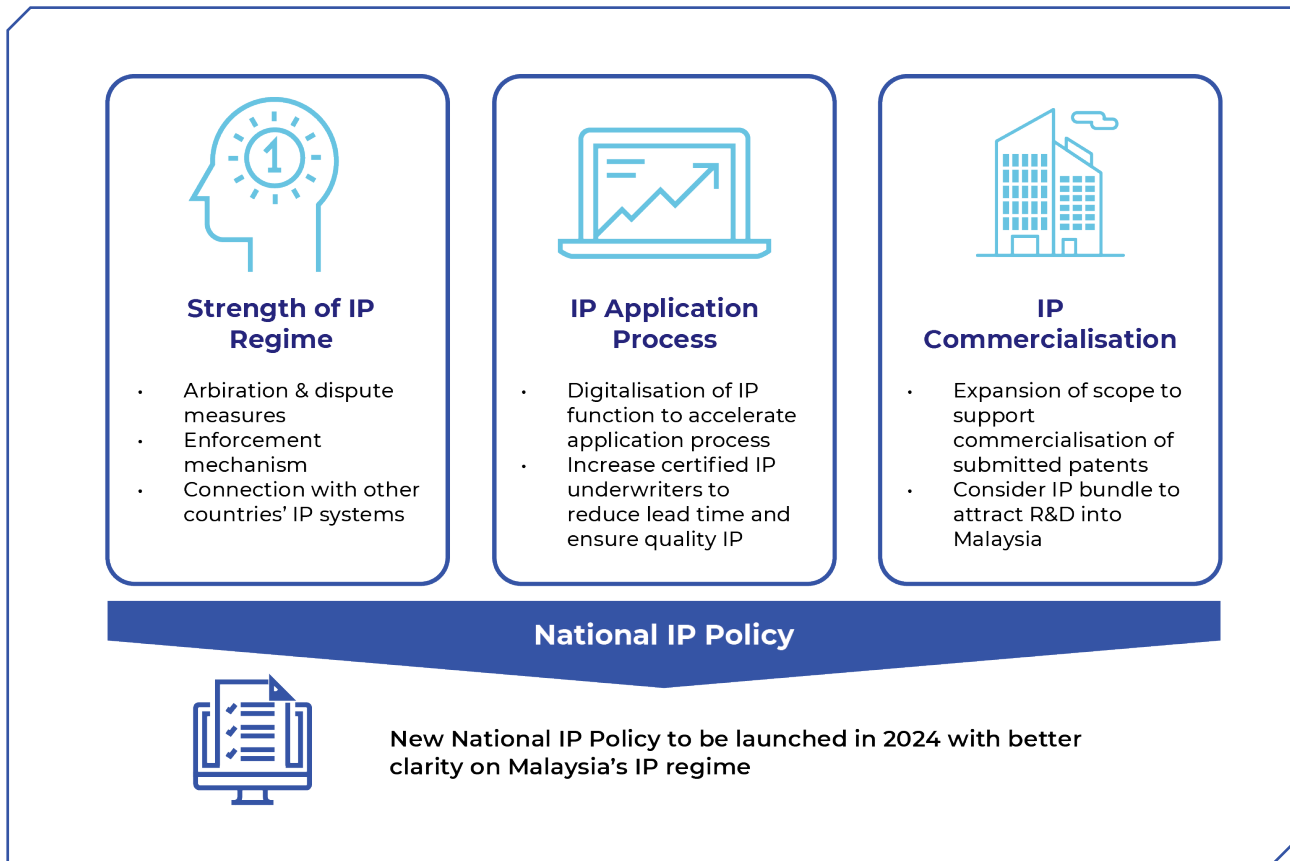 1
Strength of IP
Regime
• Arbiration & dispute
measures
• Enforcement
mechanism
• Connection with other
countries’ IP systems
IP Application
Process
• Digitalisation of IP
function to accelerate
application process
• Increase certified IP
underwriters to
reduce lead time and
ensure quality IP
IP
Commercialisation
• Expansion of scope to
support
commercialisation of
submitted patents
• Consider IP bundle to
attract R&D into
Malaysia
National IP Policy
New National IP Policy to be launched in 2024 with better
clarity on Malaysia’s IP regime